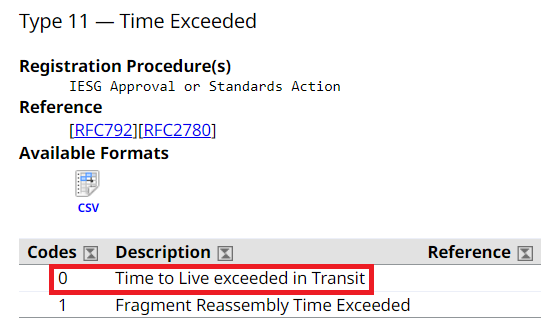 Type 11 — Time Exceeded
Registration Procedure(s)
IESG Approval or Standards Action
Reference
[RFC792][RFC2780]
Available Formats
CSV
Codes Description Reference
0 Time to Live exceeded in Transit
1 Fragment Reassembly Time Exceeded